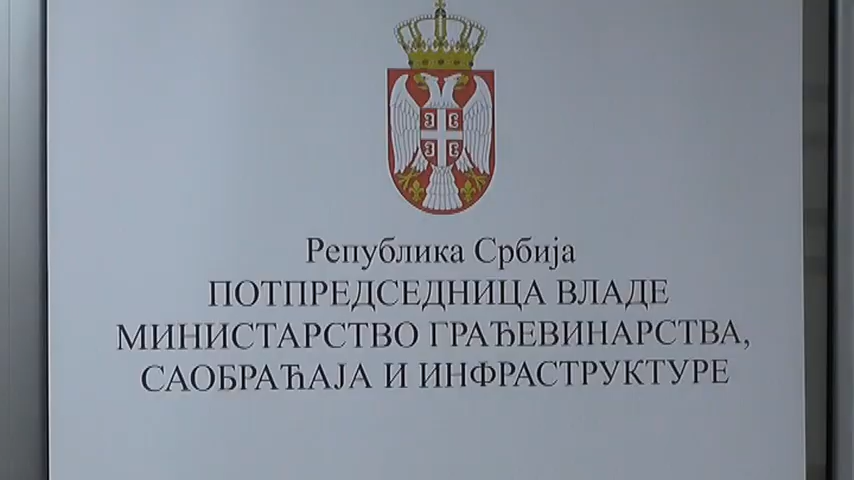 Република Србија
ПОТПРЕДСЕДНИЦА ВЛАДЕ
МИНИСТАРСТВО ГРАЂЕВИНАРСТВА,
САОБРАЋАЈА И ИНФРАСТРУКТУРЕ